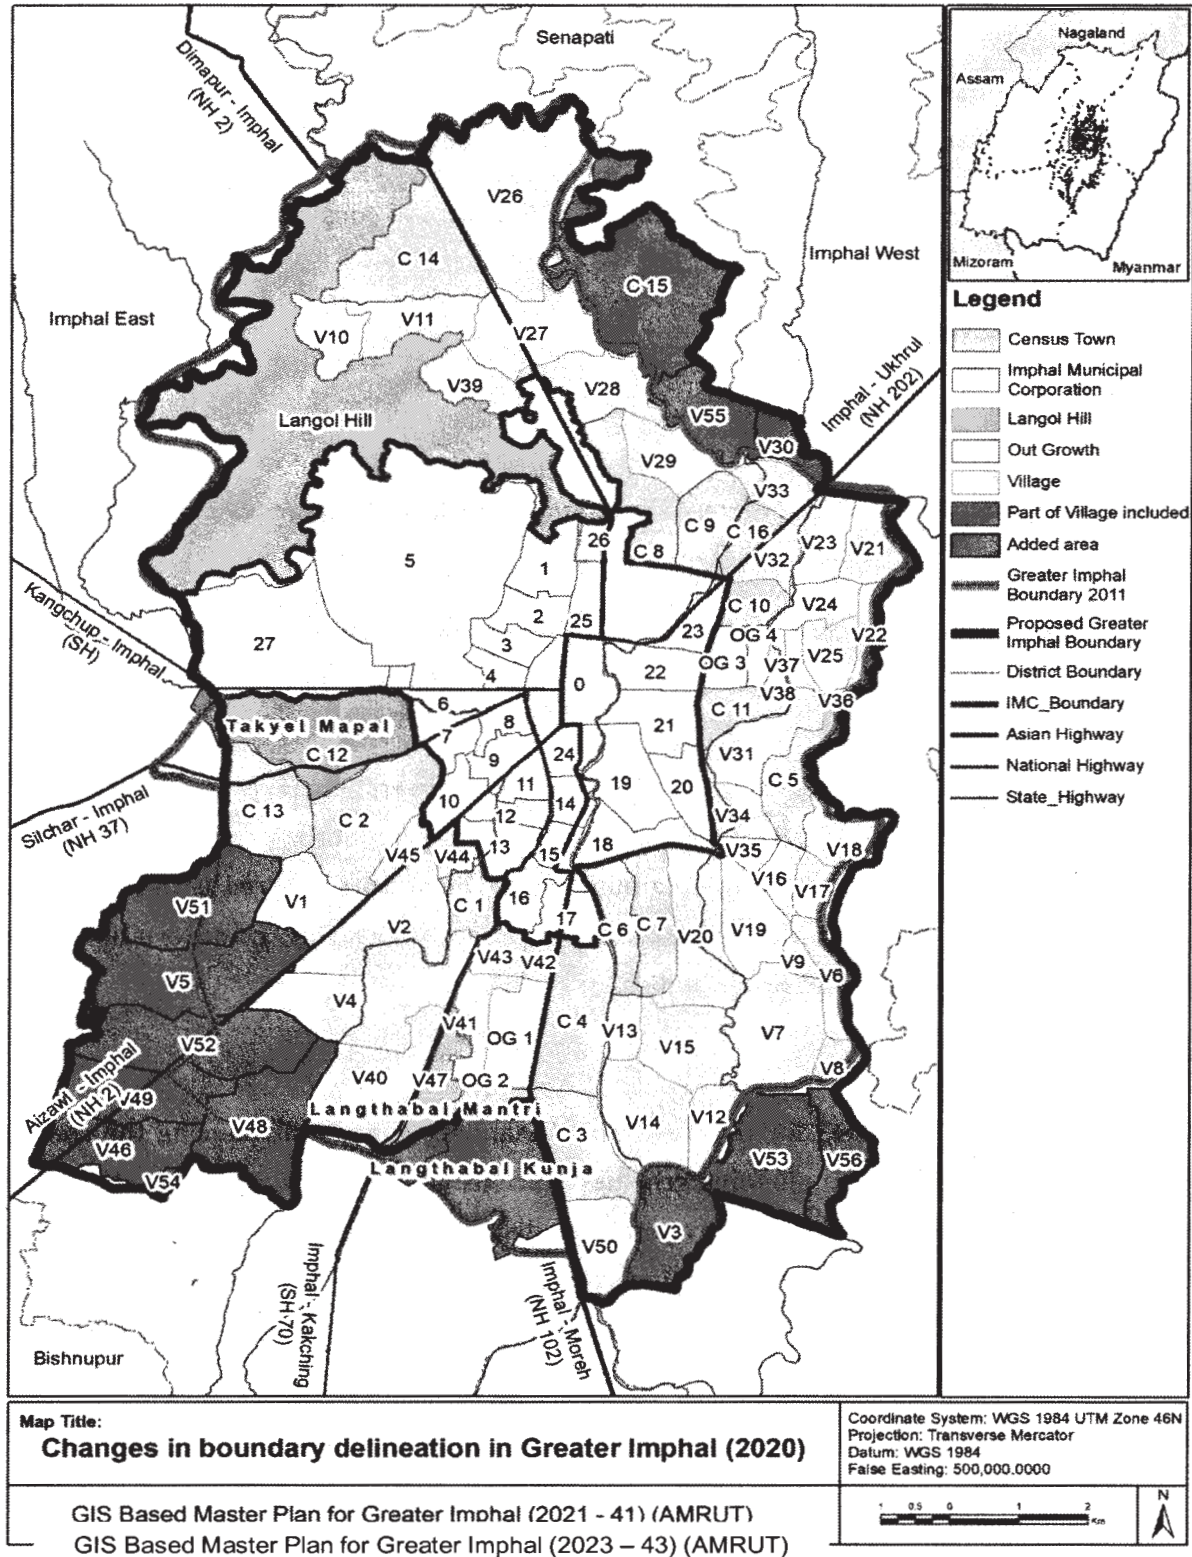 Senapati
Dimapur - Imphal
(NH 2)
V26
C 14
Imphal West
C 15
Imphal East
V10
V11
V27
V39
V28
Langol Hill
V55
V30
Imphal - Ukhrul
(NH 202)
V29
V33
C 9
C 16
V23
V21
26
C 8
V32
5
1
C 10
V24
2
25
23
OG 4
V22
Kangchup - Imphal
(SH)
27
3
V25
4
0
22
OG 3
V37
V38
V36
6
C 11
Takyel Mapal
7
8
21
C 12
24
V31
9
C 5
11
19
20
10
14
C 13
C 2
12
V34
Silchar - Imphal
(NH 37)
13
18
V35
V18
V45
V44
15
V16
V17
V51
V1
C 1
16
17
V2
C 6
C 7
V20
V19
V43
V42
V9
V6
V5
V4
V41
C 4
OG 1
V13
V15
V7
V52
V8
V40
V47
OG 2
Aizawl - Imphal
(NH 2)
V49
Langthabal Mantri
V12
V14
V48
C 3
V46
Langthabal Kunja
V53
V56
V54
V3
V50
Imphal - Kakching
(SH-70)
Imphal - Moreh
(NH 102)
Bishnupur
Nagaland
Assam
Mizoram
Myanmar
Legend
Census Town
Imphal Municipal
Corporation
Langol Hill
Out Growth
Village
Part of Village included
Added area
Greater Imphal
Boundary 2011
Proposed Greater
Imphal Boundary
District Boundary
IMC_Boundary
Asian Highway
National Highway
State_Highway
Map Title:
Changes in boundary delineation in Greater Imphal (2020)
GIS Based Master Plan for Greater Imphal (2021 - 41) (AMRUT)
GIS Based Master Plan for Greater Imphal (2023 – 43) (AMRUT)
Coordinate System: WGS 1984 UTM Zone 46N
Projection: Transverse Mercator
Datum: WGS 1984
False Easting: 500,000.0000
1 0.5 0 1 2
Km
N